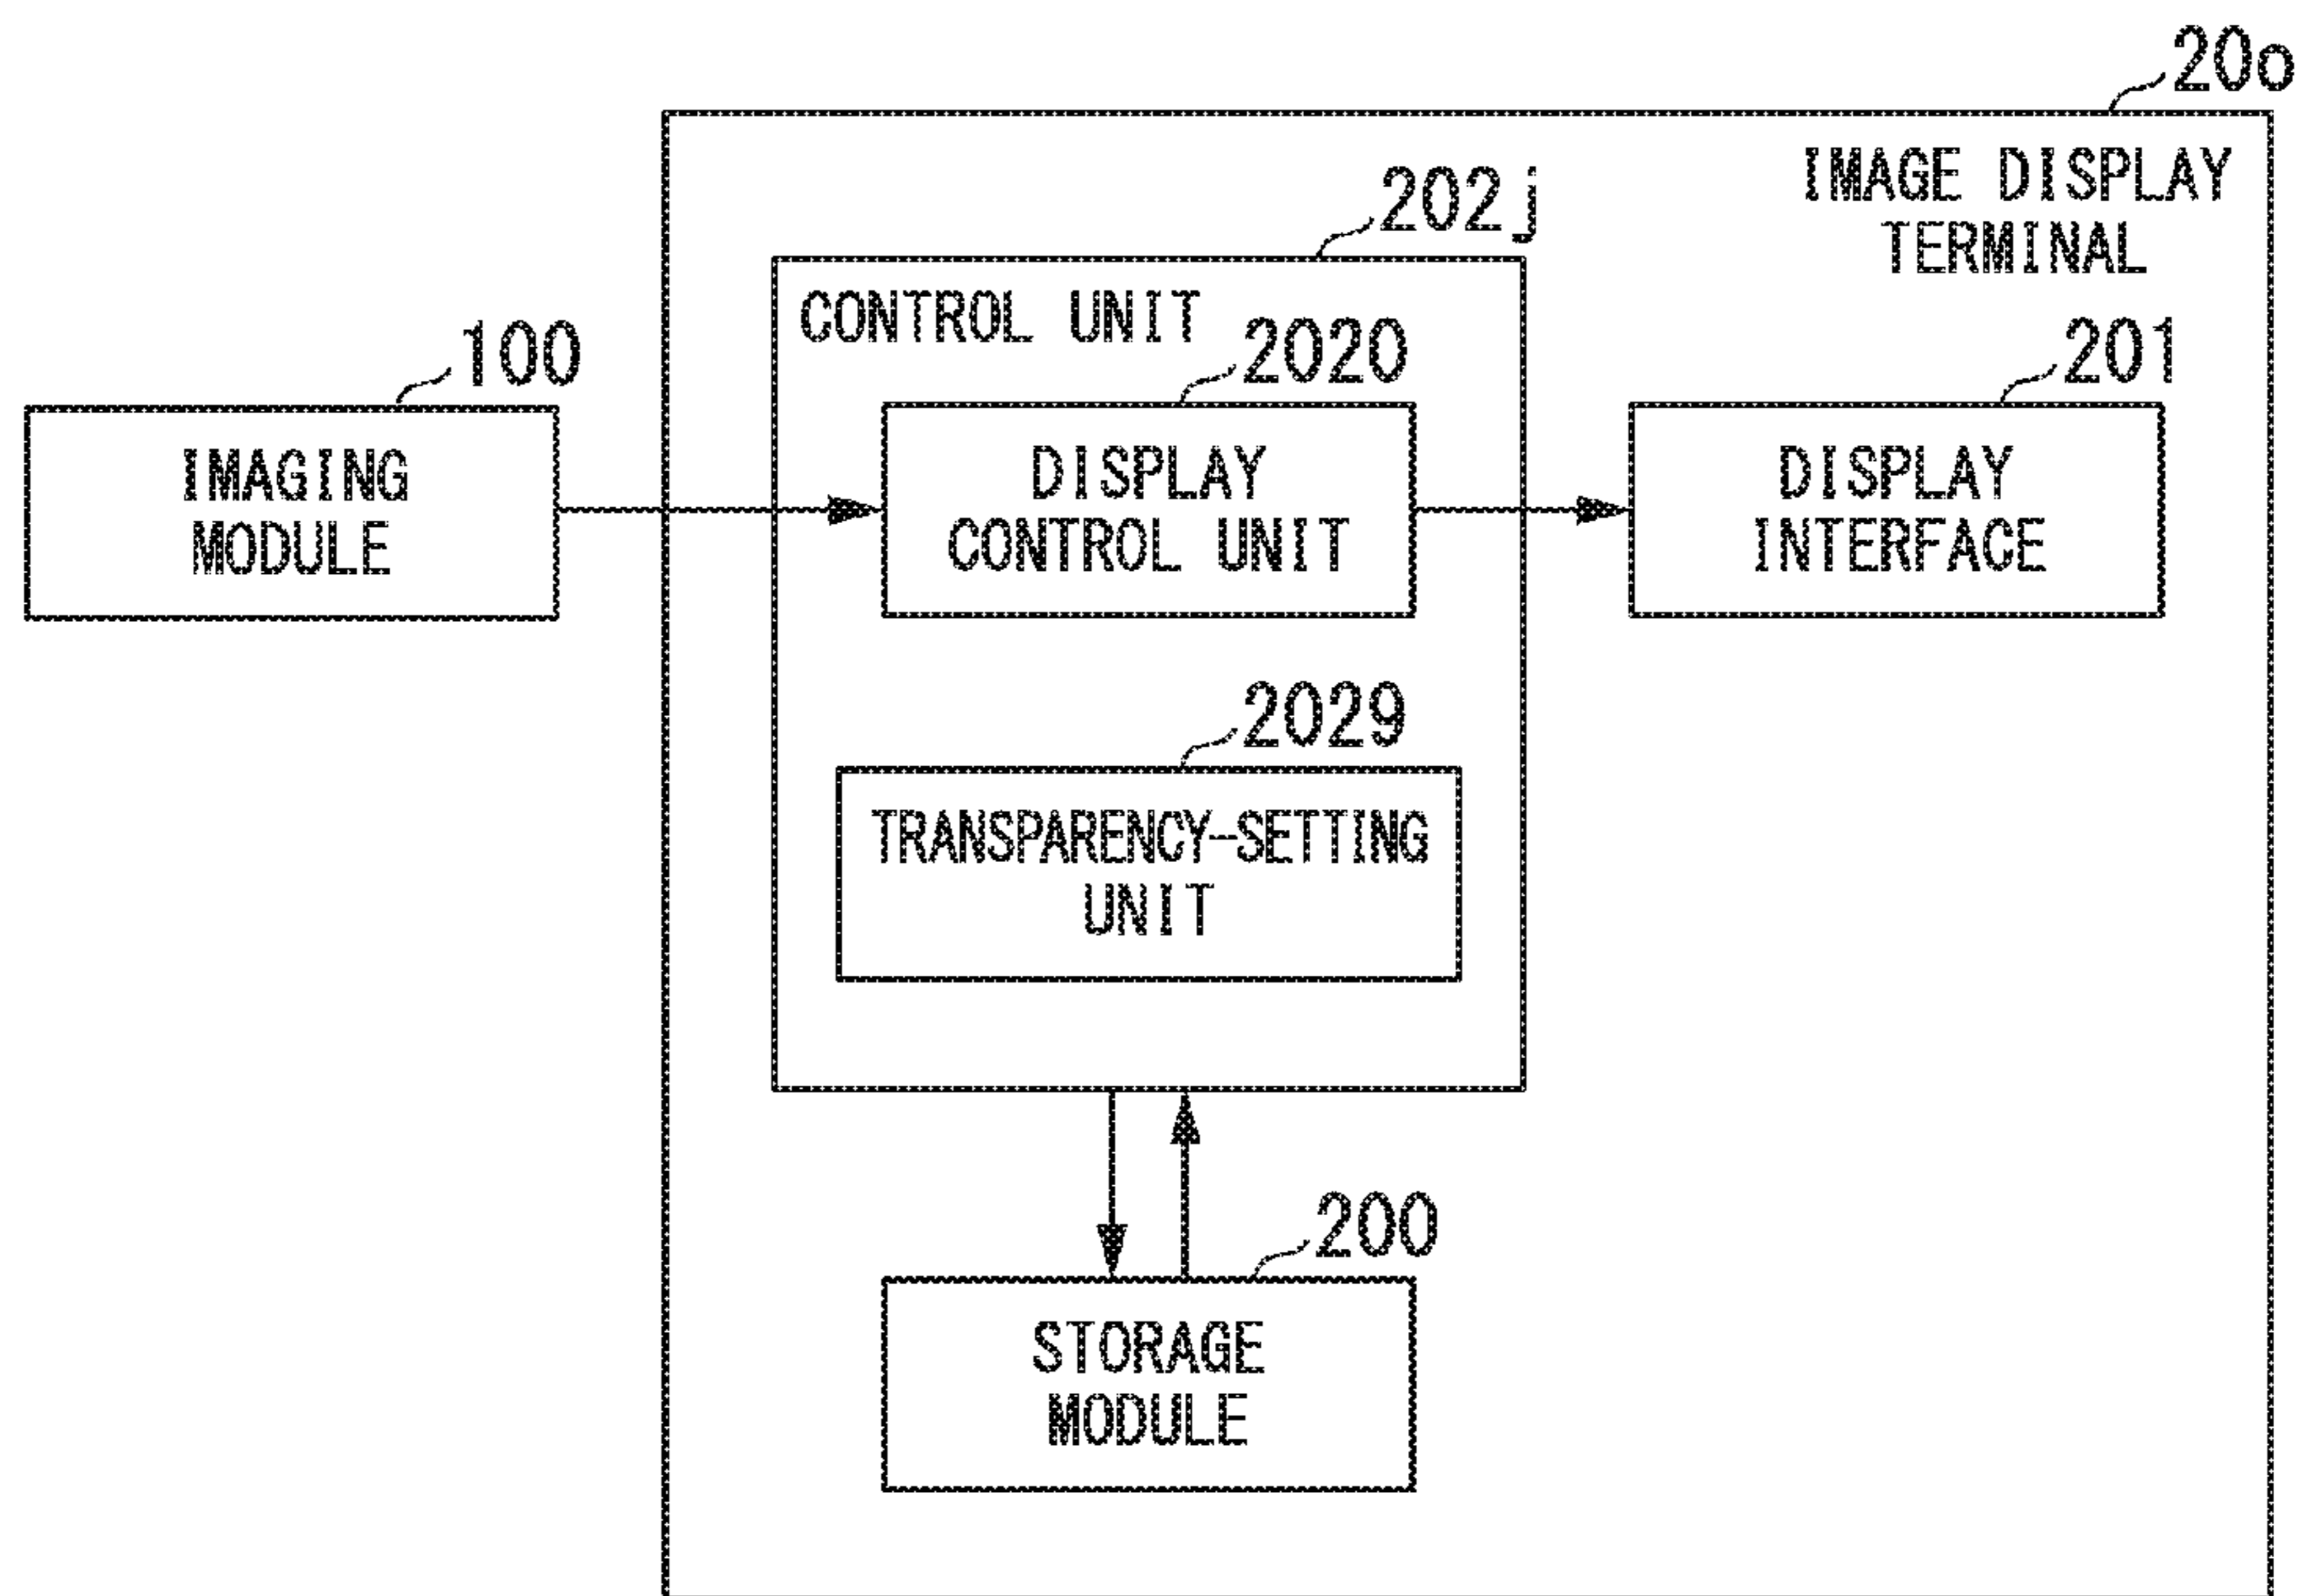 20o
IMAGE DISPLAY
TERMINAL
202j
CONTROL UNIT
100
2020
201
IMAGING
MODULE
DISPLAY
CONTROL UNIT
DISPLAY
INTERFACE
2029
TRANSPARENCY-SETTING
UNIT
200
STORAGE
MODULE